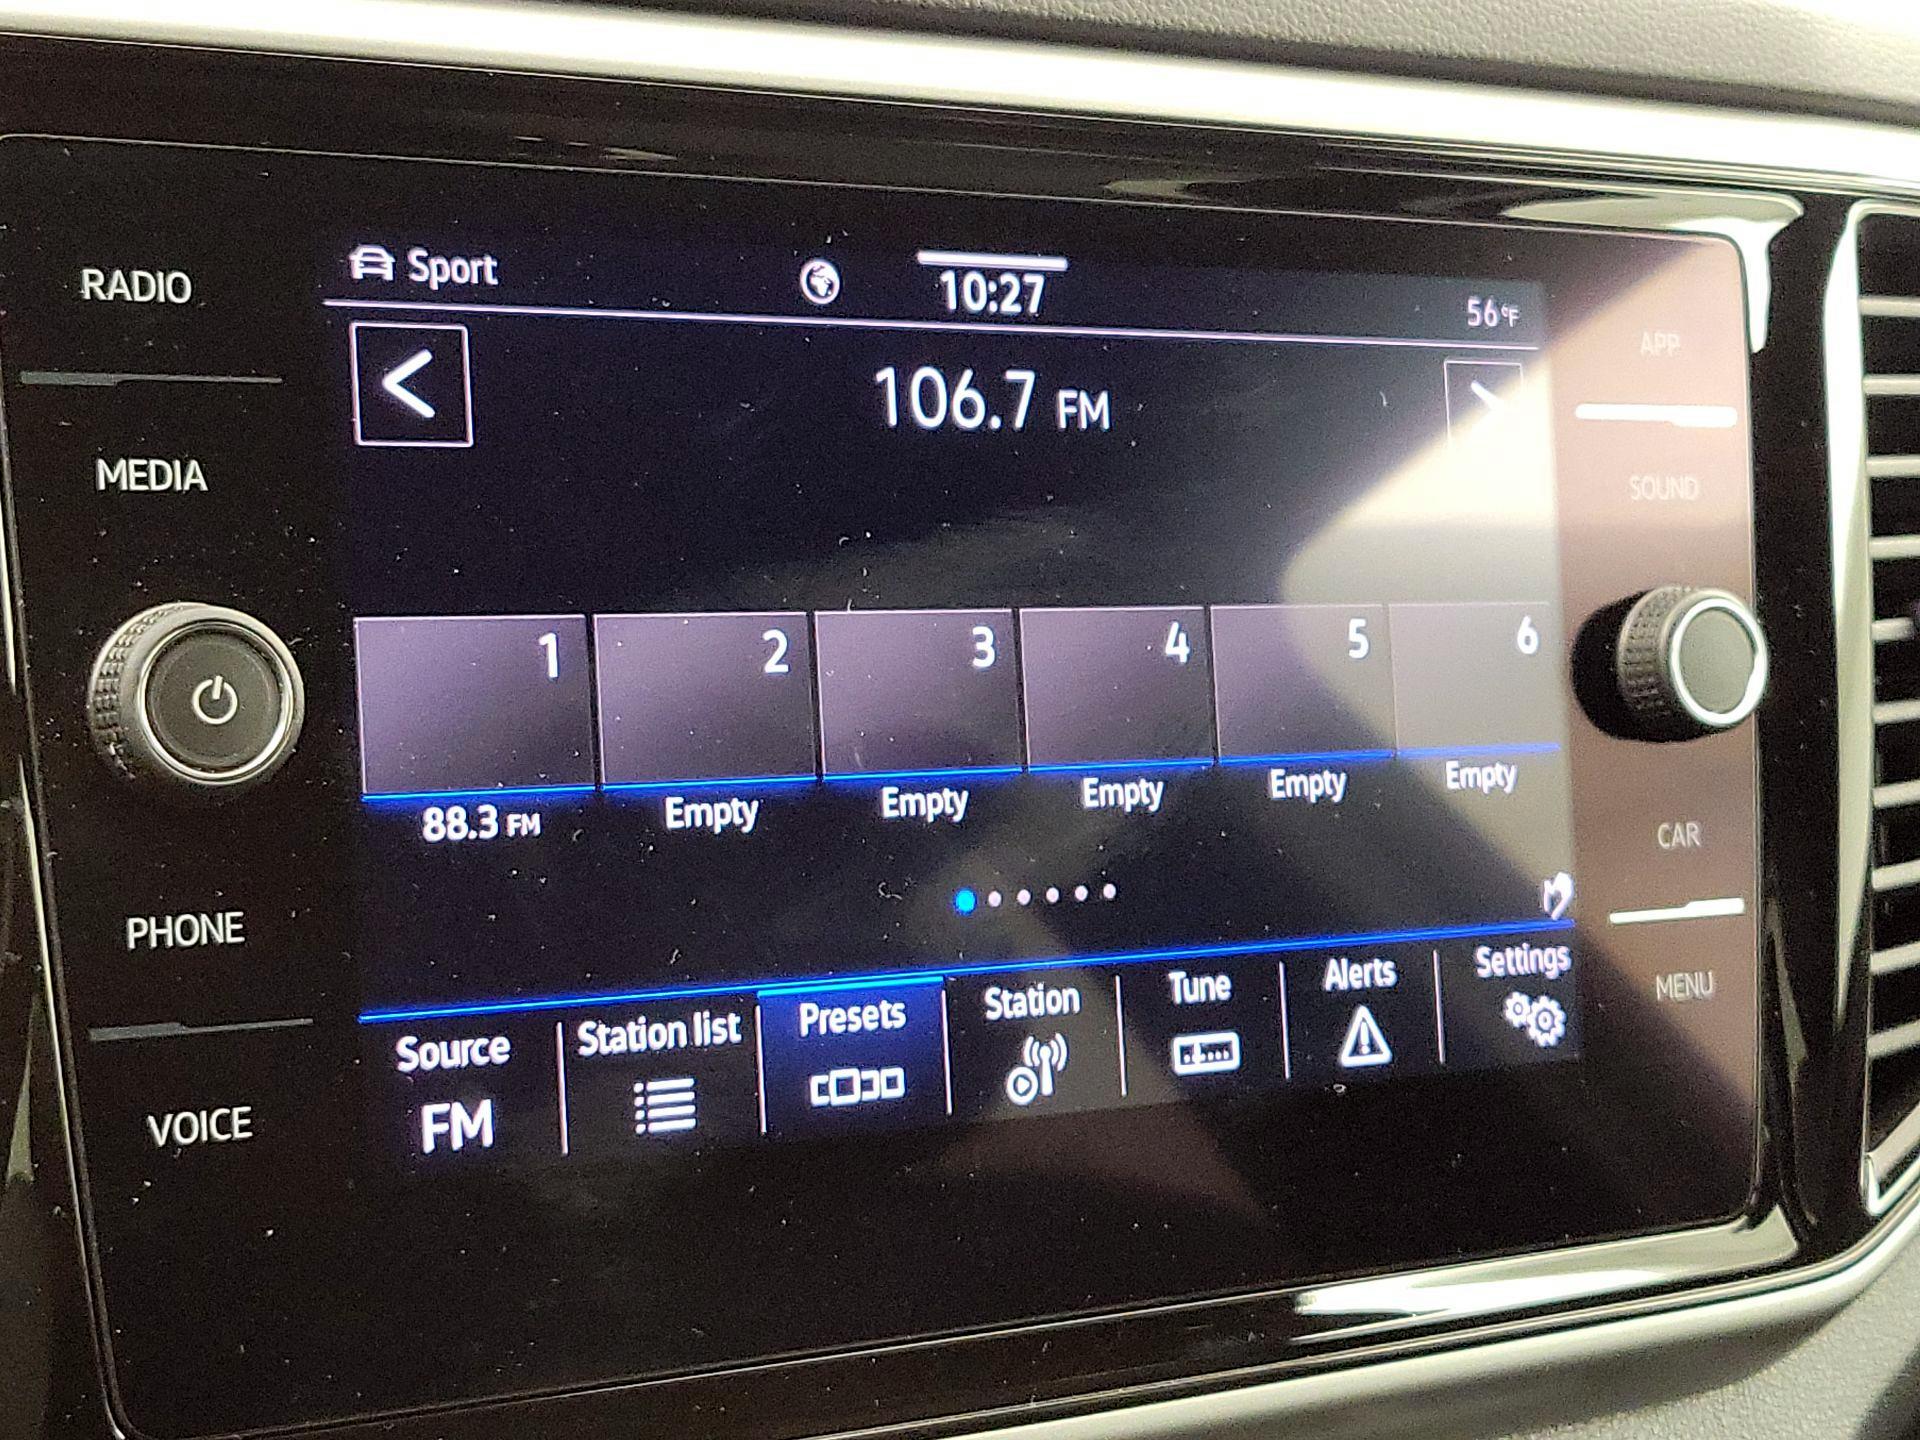 RADIO
MEDIA
PHONE
VOICE
Sport 10:27 56°F
106.7 FM
1 2 3 4 5 6
88.3 FM Empty Empty Empty Empty Empty
Source Station list Presets Station Tune Alerts Settings
FM
APP
SOUND
CAR
MENU